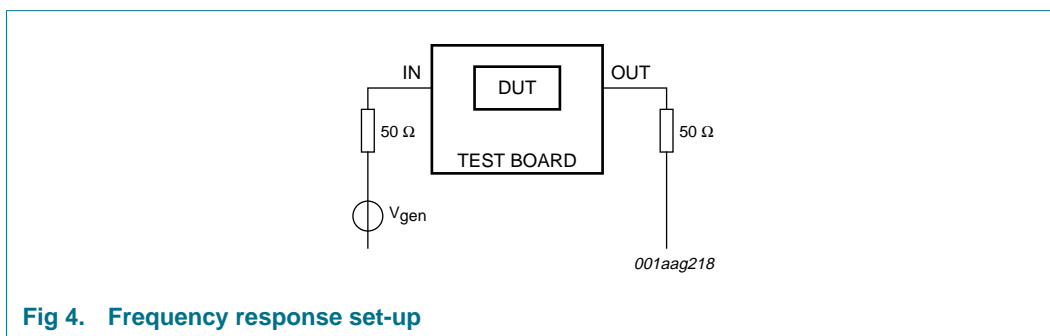 IN
OUT
DUT
50 Ω
50 Ω
TEST BOARD
Vgen
001aag218
Fig 4. Frequency response set-up